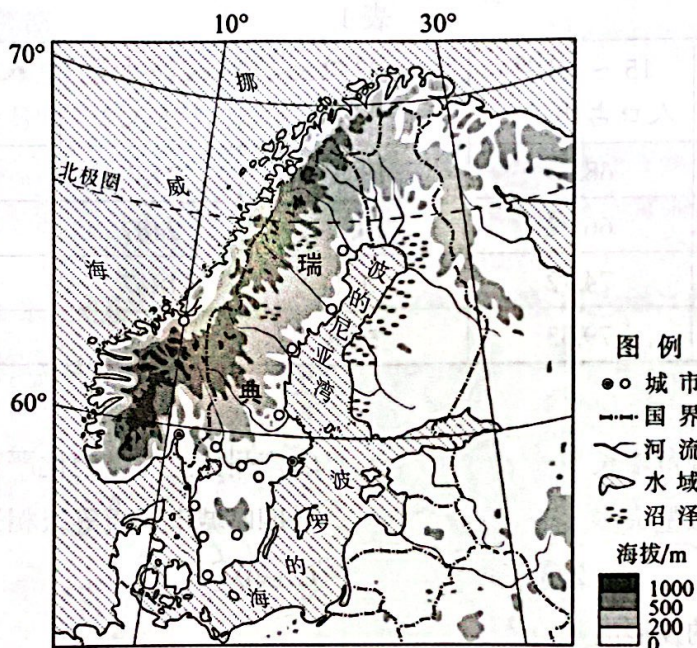 10° 30°
70°
挪
北极圈 威
海
瑞 波
的
尼
典 亚
湾
60°
波
罗
的
海
图例
城市
国界
河流
水域
沼泽
海拔/m
1000
500
200
0